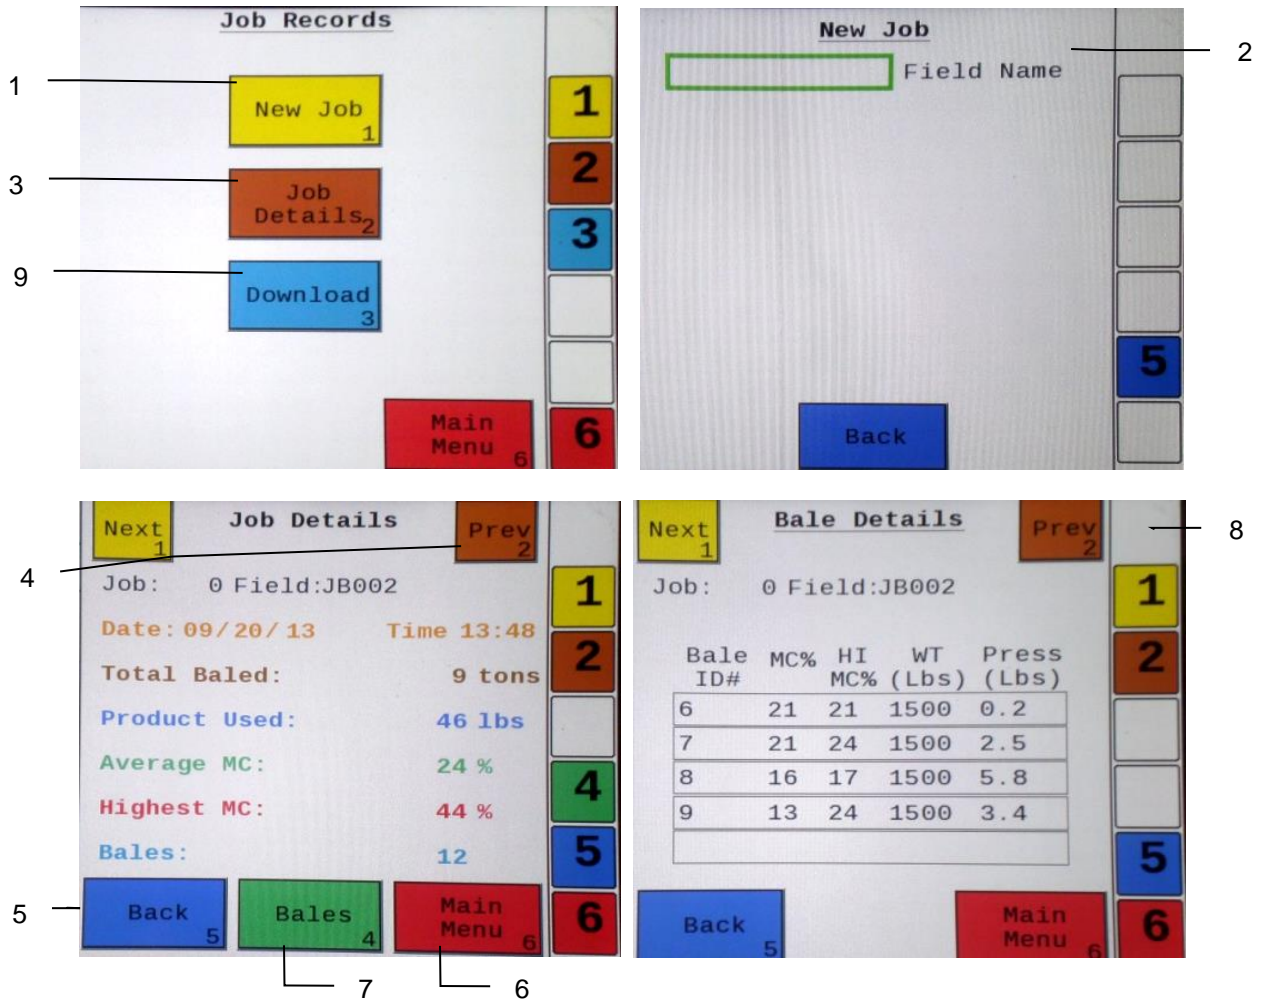 Job Records
1
New Job
1
3
Job
Details
2
9
Download
3
Main
Menu
6
1
2
3
6
New Job
2
Field Name
5
Back
Next
1
Job Details
Prev
2
4
Job: 0 Field:JB002
Date: 09/20/13 Time 13:48
Total Baled: 9 tons
Product Used: 46 lbs
Average MC: 24 %
Highest MC: 44 %
Bales: 12
5
Back
5
Bales
4
Main
Menu
6
7
6
1
2
4
5
6
Next
1
Bale Details
Prev
2
8
Job: 0 Field:JB002
Bale MC% HI WT Press
ID# MC% (Lbs) (Lbs)
6 21 21 1500 0.2
7 21 24 1500 2.5
8 16 17 1500 5.8
9 13 24 1500 3.4
Back
5
Main
Menu
6
1
2
5
6